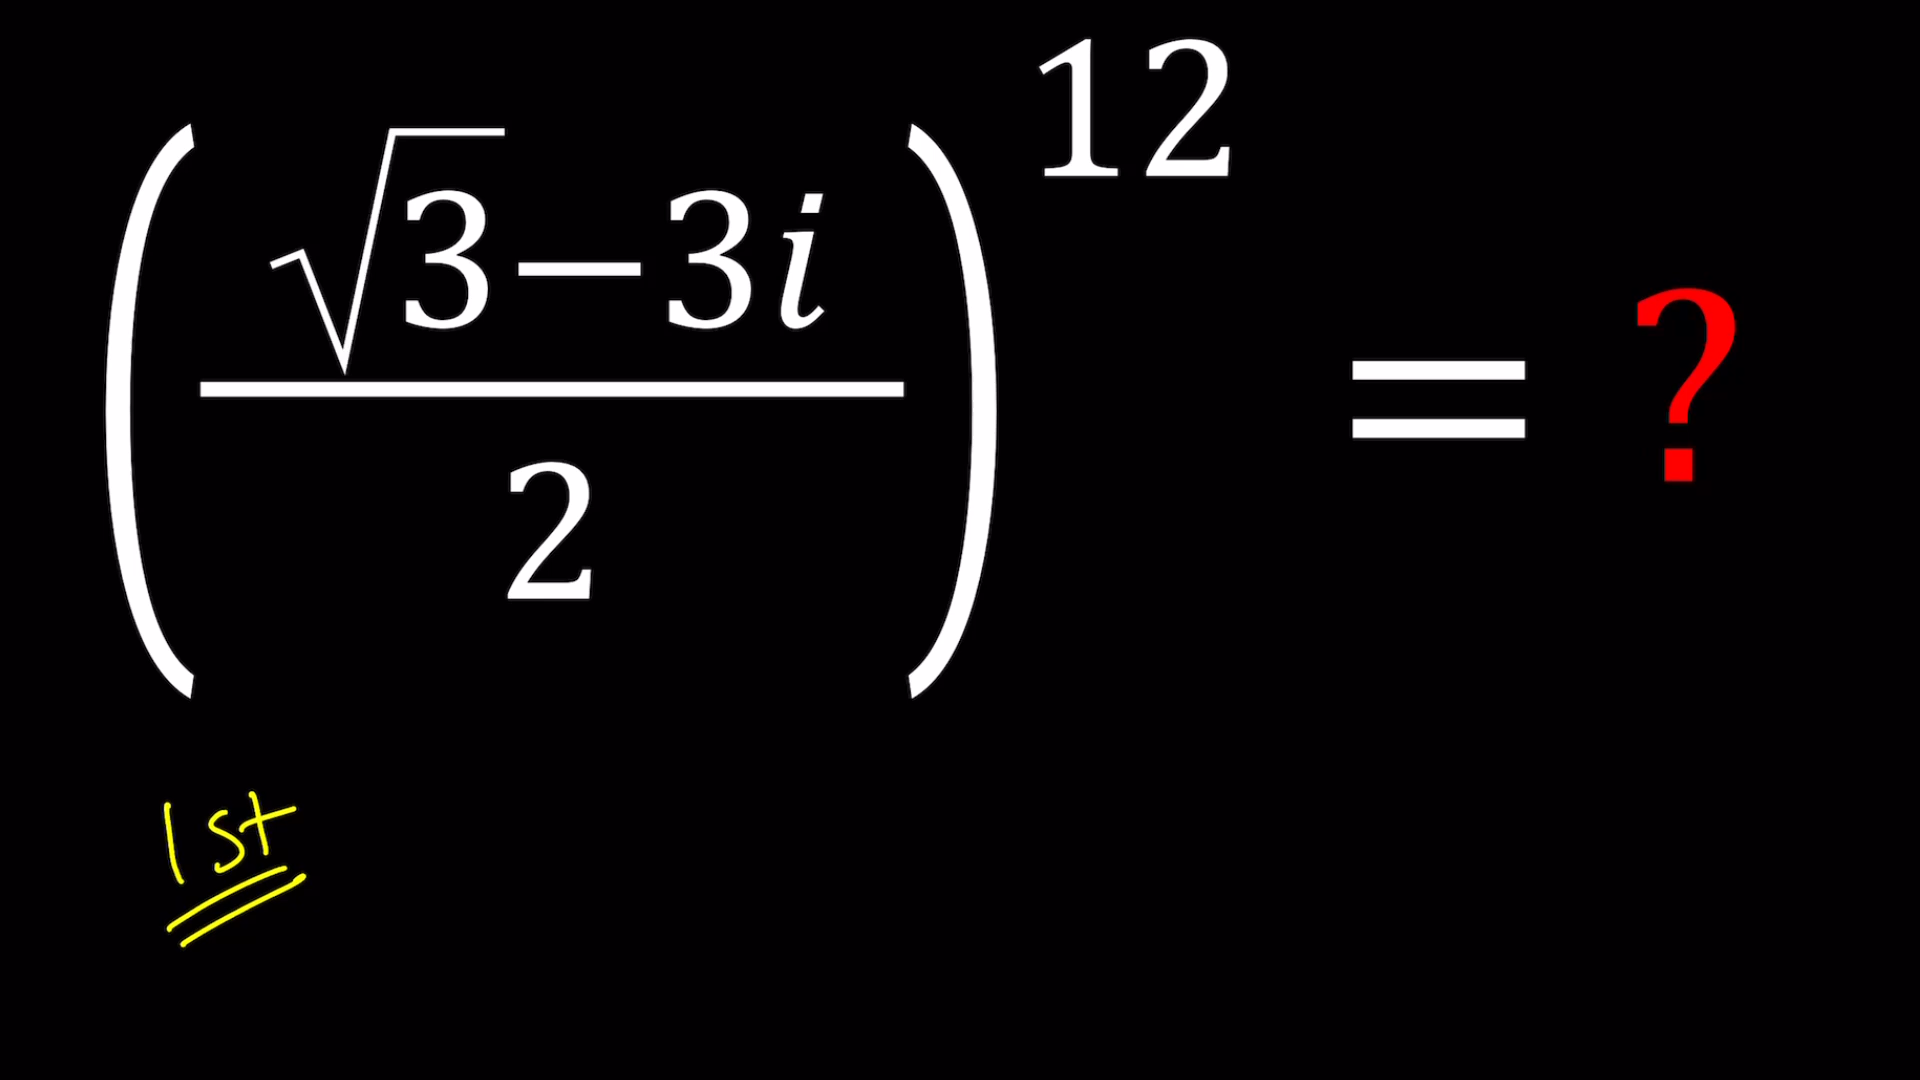 (√3−3i / 2)^12 = ?
1st